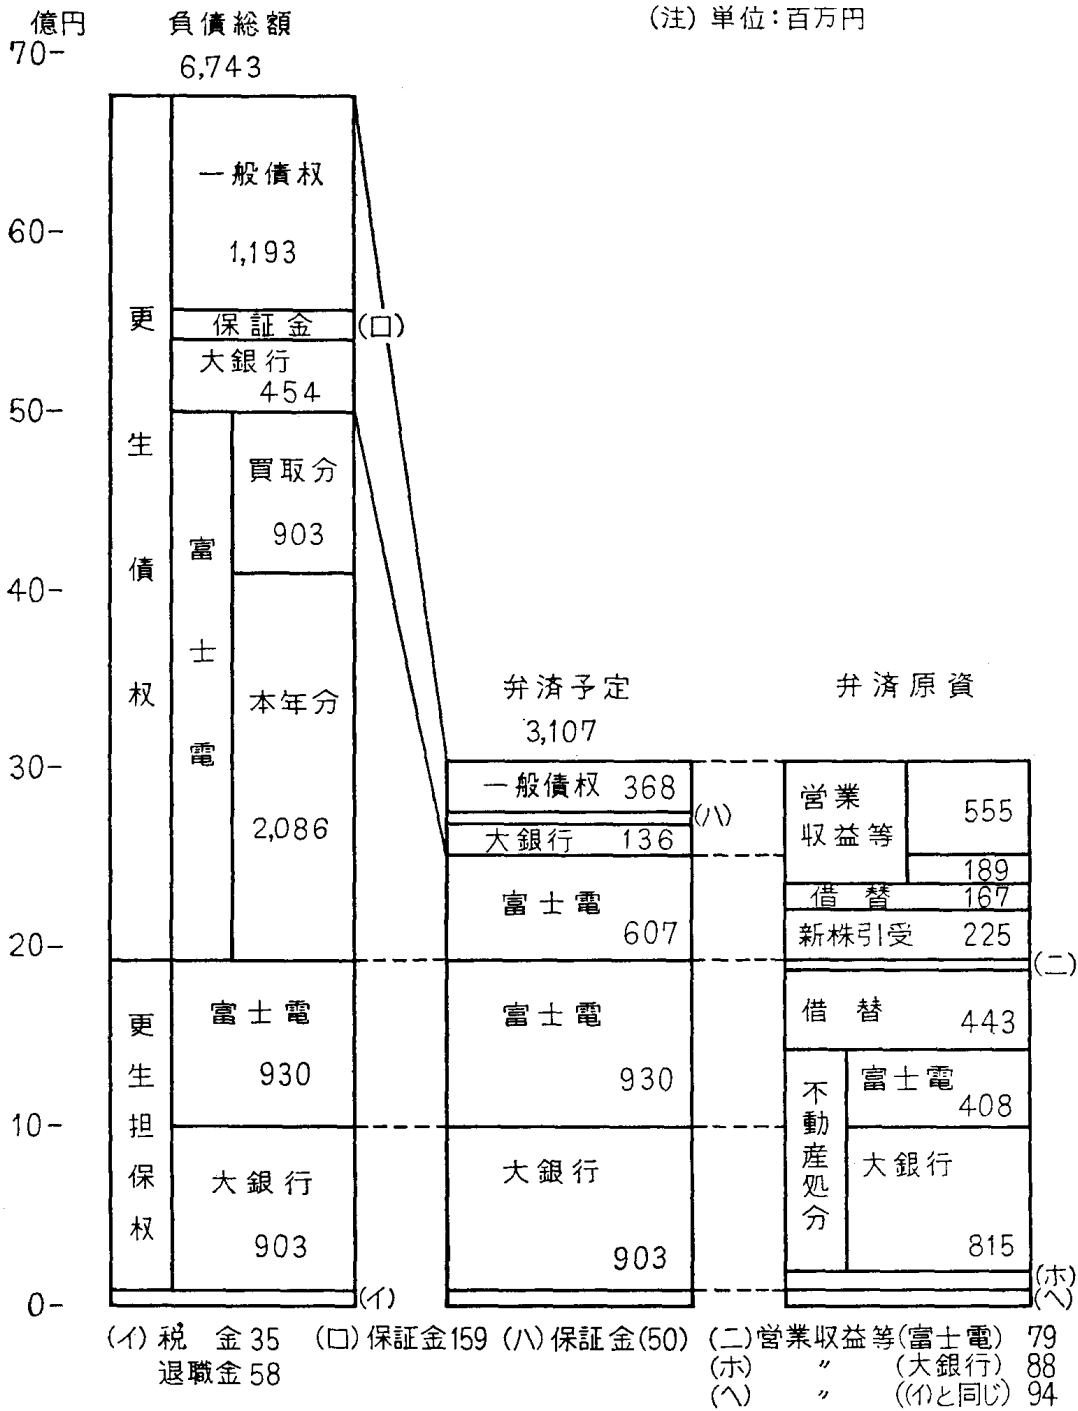 億円
負債総額
(注) 単位:百万円
70-
6,743
一般債权
1,193
60-
更生債权
保証金
(ロ)
大銀行
454
50-
富士電
買取分
903
40-
本年分
2,086
弁済予定
3,107
弁済原資
30-
一般債权 368
(ハ)
大銀行 136
富士電
607
営業
収益等
555
189
借替 167
新株引受 225
20-
(ニ)
更生担保权
富士電
930
富士電
930
借替
443
不動産処分
富士電
408
10-
大銀行
903
大銀行
903
大銀行
815
(ホ)
(ヘ)
(イ)
0-
(イ) 税 金35 (ロ) 保証金159 (ハ) 保証金(50) (ニ)営業収益等(富士電) 79
退職金58 (ホ) 〃 (大銀行) 88
(ヘ) 〃 ((イ)と同じ) 94